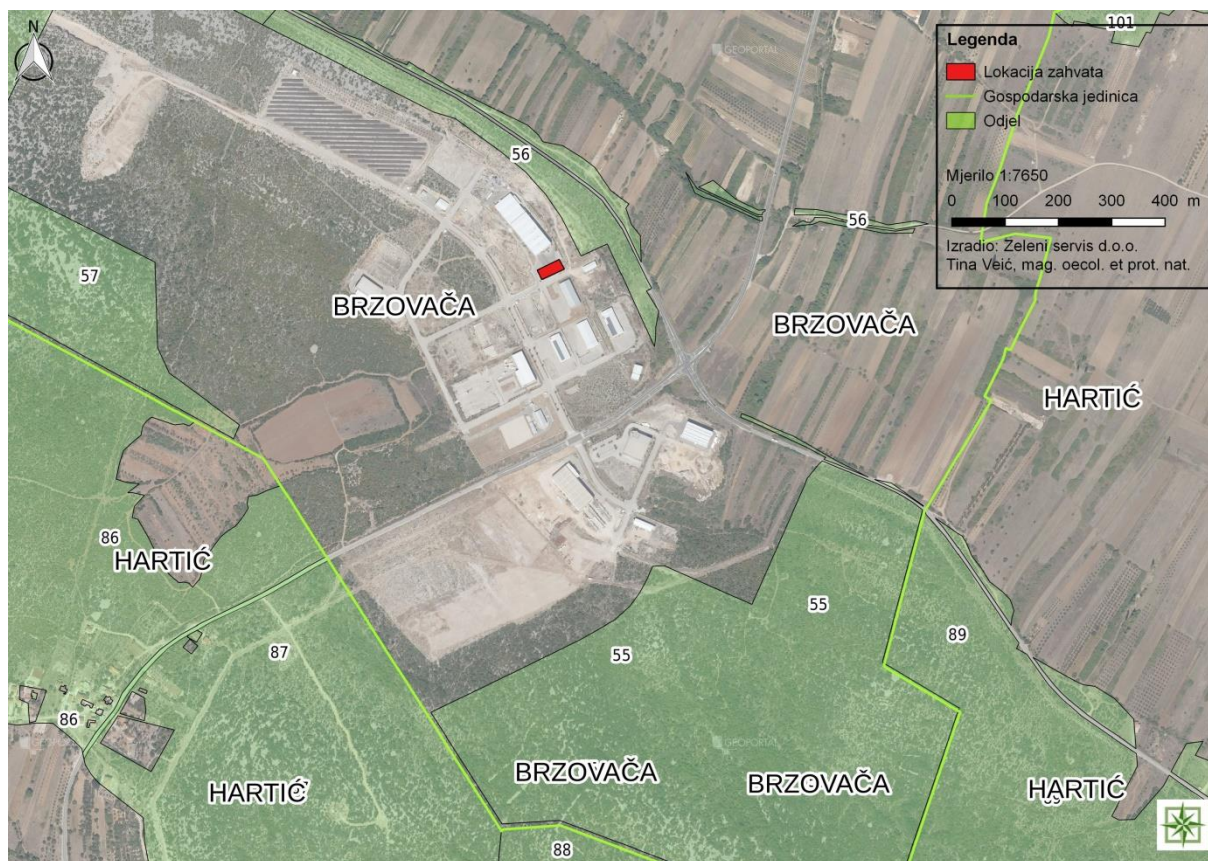 N
101
GEOPORTAL
Legenda
Lokacija zahvata
Gospodarska jedinica
Odjel
Mjerilo 1:7650
0 100 200 300 400 m
Izradio: Zeleni servis d.o.o.
Tina Veić, mag. oecol. et prot. nat.
56
56
57
BRZOVAČA
BRZOVAČA
HARTIĆ
86
HARTIĆ
55
87
55
89
86
GEOPORTAL
BRZOVAČA
BRZOVAČA
HARTIĆ
HARTIĆ
88